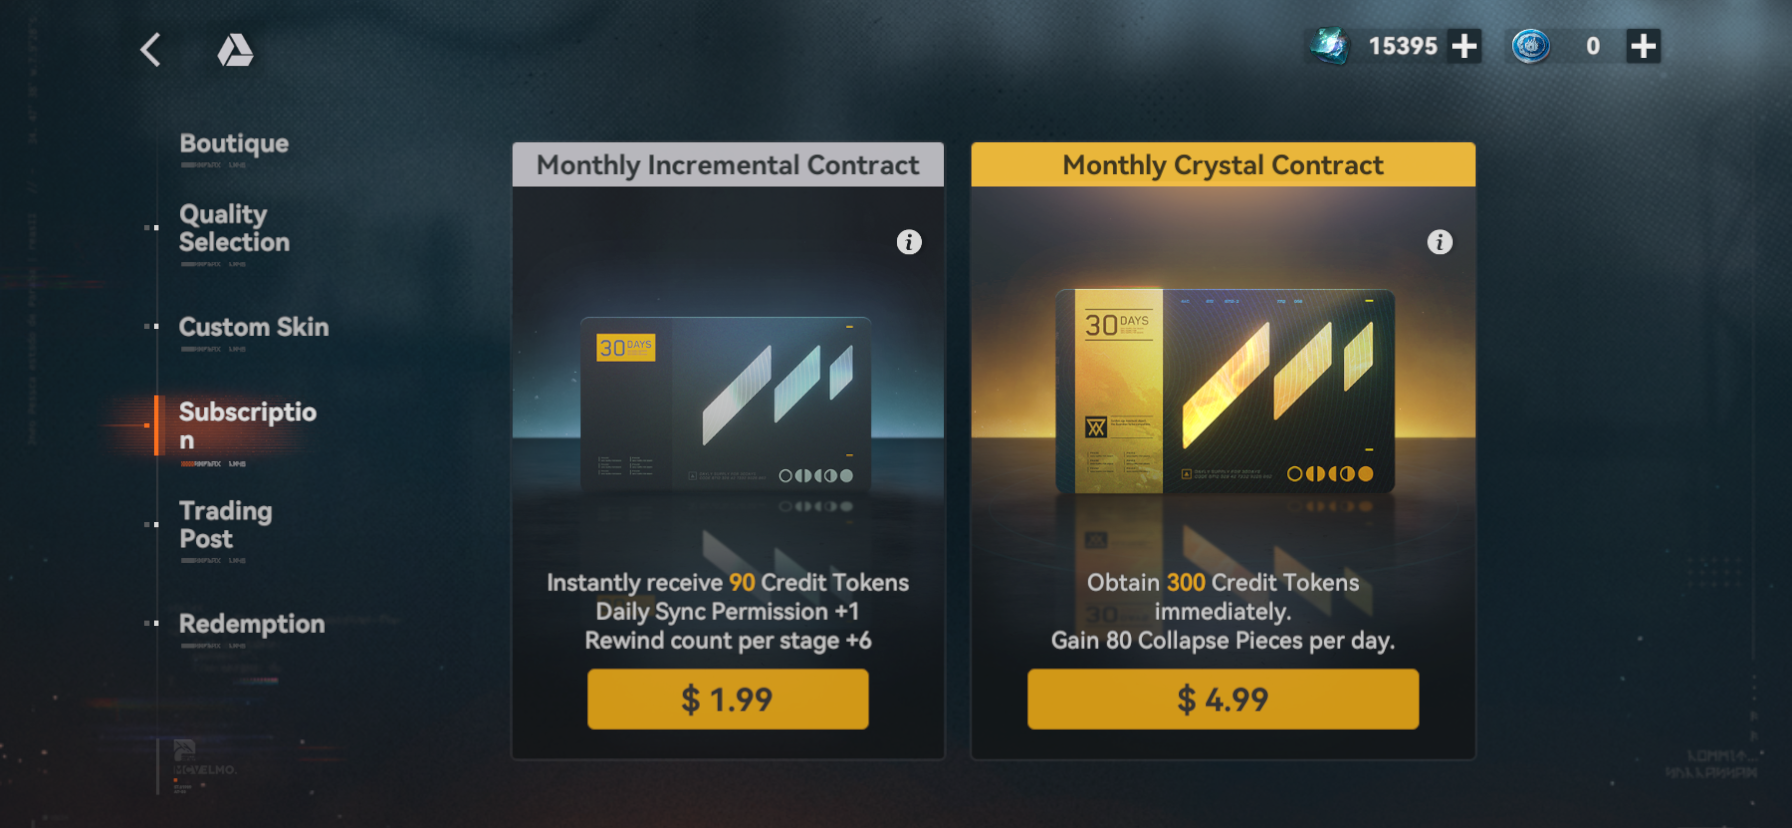 15395
0
Boutique
Quality
Selection
Custom Skin
Subscriptio
n
Trading
Post
Redemption
Monthly Incremental Contract
30 DAYS
Instantly receive 90 Credit Tokens
Daily Sync Permission +1
Rewind count per stage +6
$ 1.99
Monthly Crystal Contract
30 DAYS
Obtain 300 Credit Tokens
immediately.
Gain 80 Collapse Pieces per day.
$ 4.99